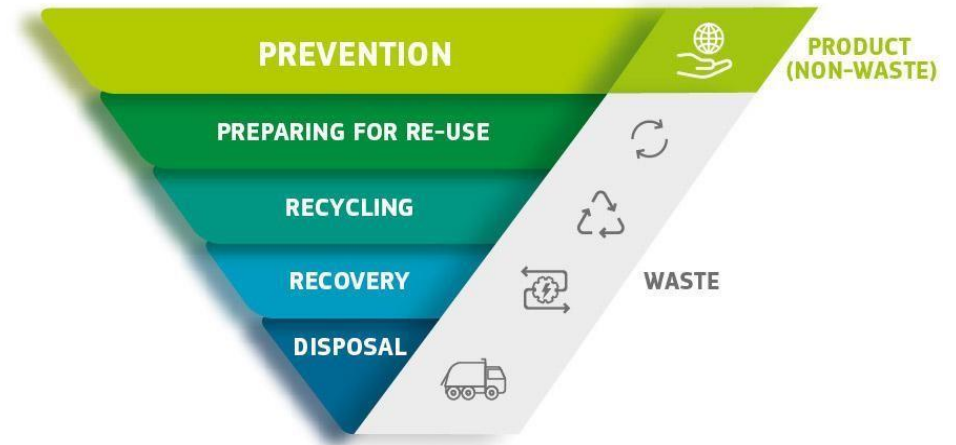 PREVENTION
PRODUCT
(NON-WASTE)
PREPARING FOR RE-USE
RECYCLING
RECOVERY
WASTE
DISPOSAL